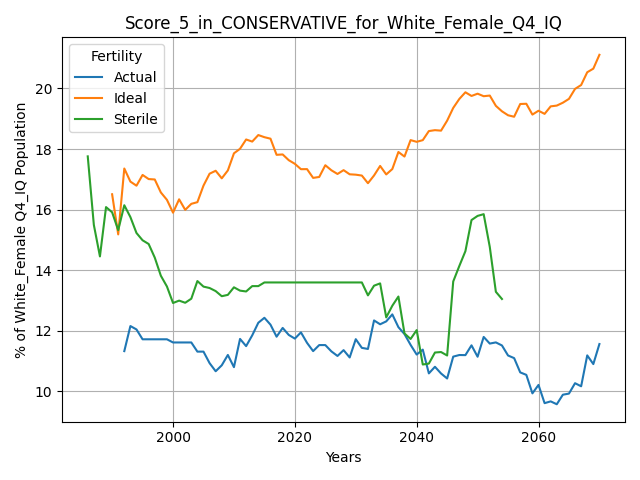 Score_5_in_CONSERVATIVE_for_White_Female_Q4_IQ
Fertility
Actual
Ideal
Sterile
% of White_Female Q4_IQ Population
20
18
16
14
12
10
2000
2020
2040
2060
Years